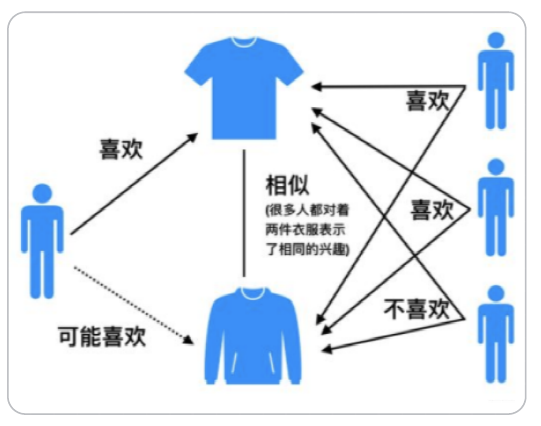 喜欢
喜欢
相似
(很多人都对着
两件衣服表示
了相同的兴趣)
喜欢
不喜欢
可能喜欢